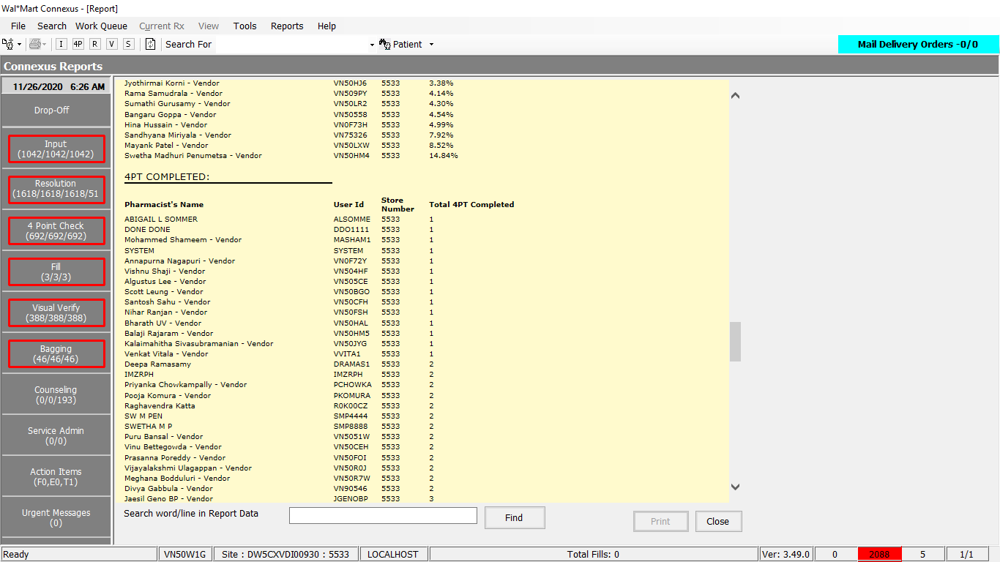 Wal*Mart Connexus - [Report]
File Search Work Queue Current Rx View Tools Reports Help
I 4P R V S Search For Patient Mail Delivery Orders -0/0
Connexus Reports
11/26/2020 6:26 AM
Drop-Off
Input
(1042/1042/1042)
Resolution
(1618/1618/1618/51
4 Point Check
(692/692/692)
Fill
(3/3/3)
Visual Verify
(388/388/388)
Bagging
(46/46/46)
Counseling
(0/0/193)
Service Admin
(0/0)
Action Items
(F0,E0,T1)
Urgent Messages
(0)
Jyothirmai Korni - Vendor VN50HJ6 5533 3.38%
Rama Samudrala - Vendor VN509PY 5533 4.14%
Sumathi Gurusamy - Vendor VN50LR2 5533 4.30%
Bangaru Goppa - Vendor VN50558 5533 4.54%
Hina Hussain - Vendor VN0F73H 5533 4.99%
Sandhyana Miriyala - Vendor VN75326 5533 7.92%
Mayank Patel - Vendor VN50LXW 5533 8.52%
Swetha Madhuri Penumetsa - Vendor VN50HM4 5533 14.84%
4PT COMPLETED:
Pharmacist's Name User Id Store Number Total 4PT Completed
ABIGAIL L SOMMER ALSOMME 5533 1
DONE DONE DDO1111 5533 1
Mohammed Shameem - Vendor MASHAM1 5533 1
SYSTEM SYSTEM 5533 1
Annapurna Nagapuri - Vendor VN0F72Y 5533 1
Vishnu Shaji - Vendor VN504HF 5533 1
Algustus Lee - Vendor VN505CE 5533 1
Scott Leung - Vendor VN50BGO 5533 1
Santosh Sahu - Vendor VN50CFH 5533 1
Nihar Ranjan - Vendor VN50FSH 5533 1
Bharath UV - Vendor VN50HAL 5533 1
Balaji Rajaram - Vendor VN50HM5 5533 1
Kalaimahitha Sivasubramanian - Vendor VN50JYG 5533 1
Venkat Vitala - Vendor VVITA1 5533 1
Deepa Ramasamy DRAMAS1 5533 2
IMZRPH IMZRPH 5533 2
Priyanka Chowkampally - Vendor PCHOWKA 5533 2
Pooja Komura - Vendor PKOMURA 5533 2
Raghavendra Katta R0K00CZ 5533 2
SW M PEN SMP4444 5533 2
SWETHA M P SMP8888 5533 2
Puru Bansal - Vendor VN5051W 5533 2
Vinu Bettegowda - Vendor VN50CEH 5533 2
Prasanna Poreddy - Vendor VN50FOI 5533 2
Vijayalakshmi Ulagappan - Vendor VN50R0J 5533 2
Meghana Bodduluri - Vendor VN50R7W 5533 2
Divya Gabbula - Vendor VN90546 5533 2
Jaesil Geno BP - Vendor JGENOBP 5533 3
Search word/line in Report Data Find Print Close
Ready VN50W1G Site : DW5CXVDI00930 : 5533 LOCALHOST Total Fills: 0 Ver: 3.49.0 0 2088 5 1/1